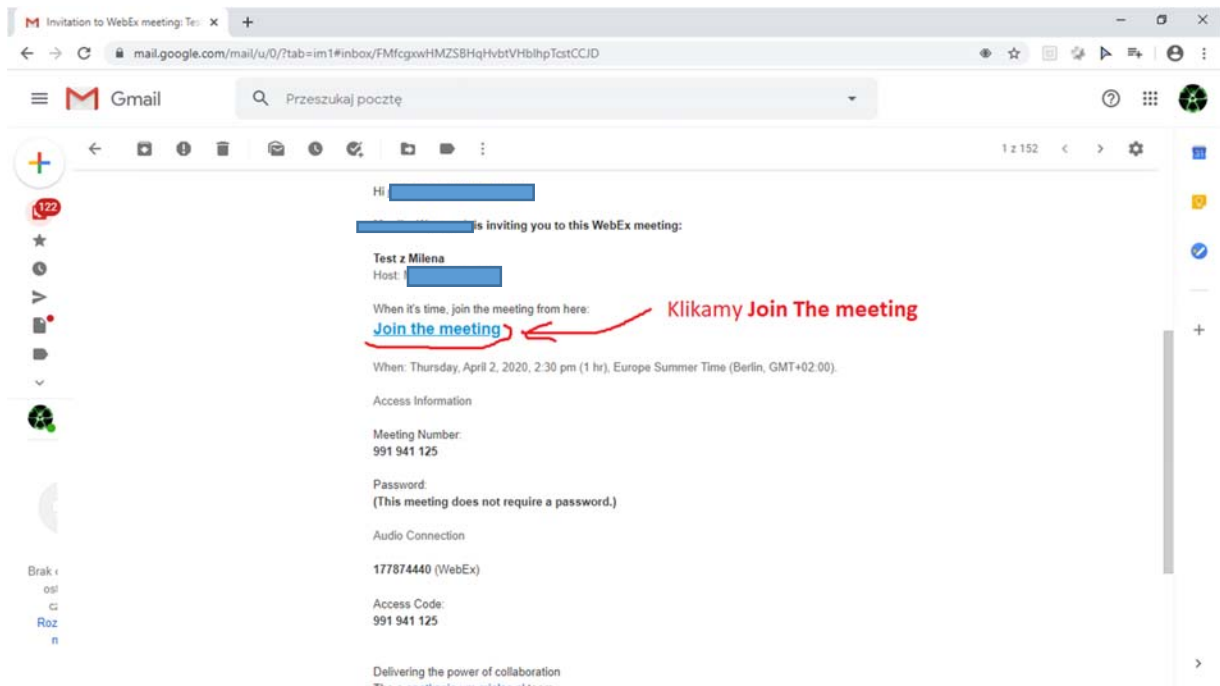 Invitation to WebEx meeting: Tes
mail.google.com/mail/u/0/?tab=im1#inbox/FMfcgxwHMZSBHqHvbtVHblhpTcstCCJD
Gmail
Przeszukaj pocztę
1 z 152
31
122
Hi
is inviting you to this WebEx meeting:
Test z Milena
Host:
When it's time, join the meeting from here:
Klikamy Join The meeting
Join the meeting
When: Thursday, April 2, 2020, 2:30 pm (1 hr), Europe Summer Time (Berlin, GMT+02:00).
Access Information
Meeting Number:
991 941 125
Password:
(This meeting does not require a password.)
Audio Connection
177874440 (WebEx)
Access Code:
991 941 125
Brak
Roz
Delivering the power of collaboration